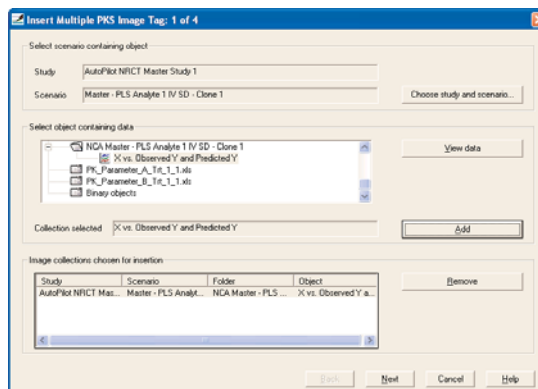 Insert Multiple PKS Image Tag: 1 of 4
Select scenario containing object
Study AutoPilot NRCT Master Study 1
Scenario Master - PLS Analyte 1 IV SD - Clone 1 Choose study and scenario...
Select object containing data
NCA Master - PLS Analyte 1 IV SD - Clone 1 View data
X vs. Observed Y and Predicted Y
PK_Parameter_A_Trt_1_1.xls
PK_Parameter_B_Trt_1_1.xls
Binary objects
Collection selected X vs. Observed Y and Predicted Y Add
Image collections chosen for insertion
Study Scenario Folder Object Remove
AutoPilot NRCT Mas... Master - PLS Analyt... NCA Master - PLS ... X vs. Observed Y a...
Back Next Cancel Help